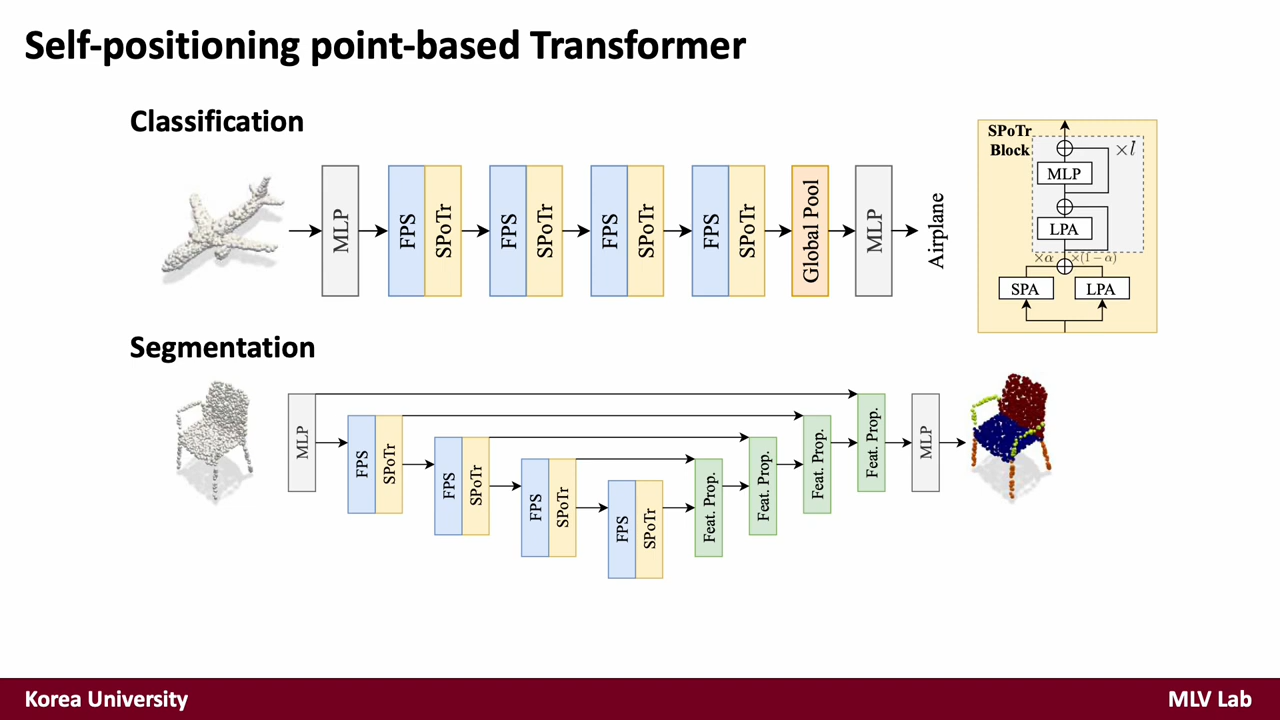 Self-positioning point-based Transformer
Classification
MLP
FPS
SPoTr
FPS
SPoTr
FPS
SPoTr
FPS
SPoTr
Global Pool
MLP
Airplane
SPoTr
Block
×l
MLP
LPA
×α
×(1 − α)
SPA
LPA
Segmentation
MLP
FPS
SPoTr
FPS
SPoTr
FPS
SPoTr
FPS
SPoTr
Feat. Prop.
Feat. Prop.
Feat. Prop.
Feat. Prop.
MLP
Korea University
MLV Lab